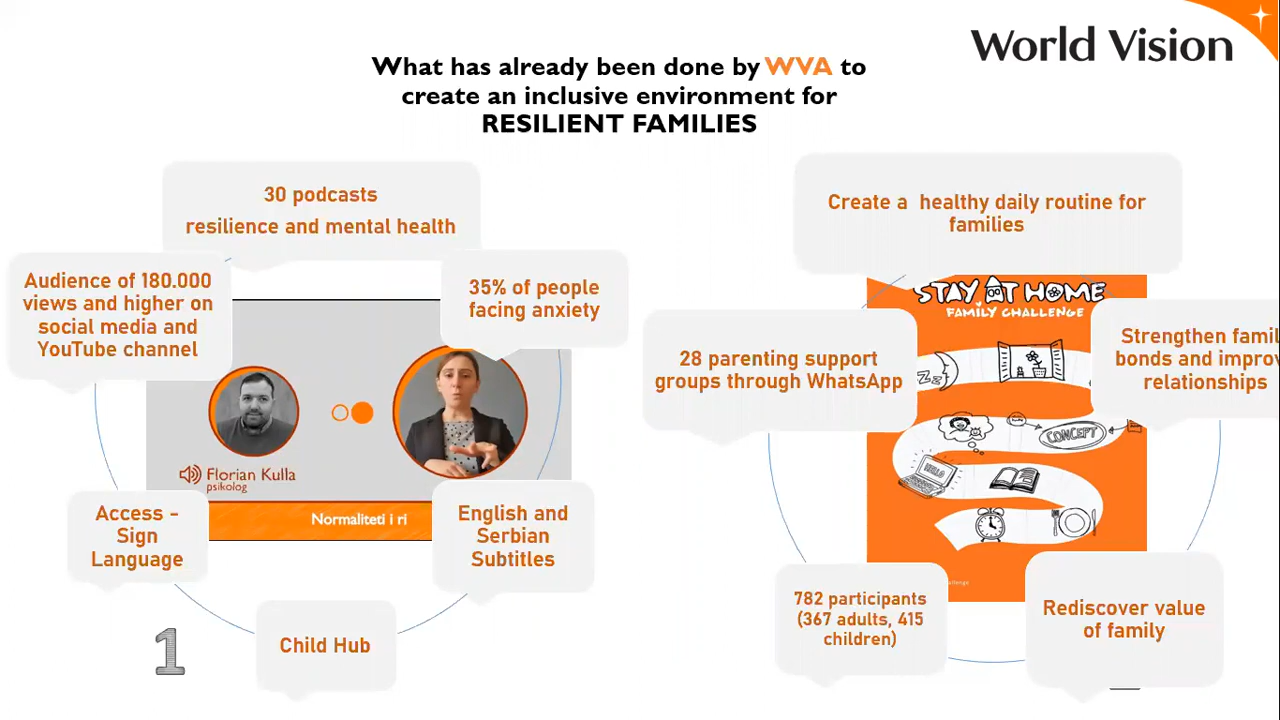 World Vision
What has already been done by WVA to
create an inclusive environment for
RESILIENT FAMILIES
30 podcasts
resilience and mental health
Audience of 180.000
views and higher on
social media and
YouTube channel
35% of people
facing anxiety
Florian Kulla
psikolog
Normaliteti i ri
Access -
Sign
Language
English and
Serbian
Subtitles
Child Hub
1
Create a healthy daily routine for
families
STAY AT HOME
FAMILY CHALLENGE
28 parenting support
groups through WhatsApp
Strengthen
bonds and
relationships
ZZ
CONCEPT
HELLO
782 participants
(367 adults, 415
children)
Rediscover value
of family